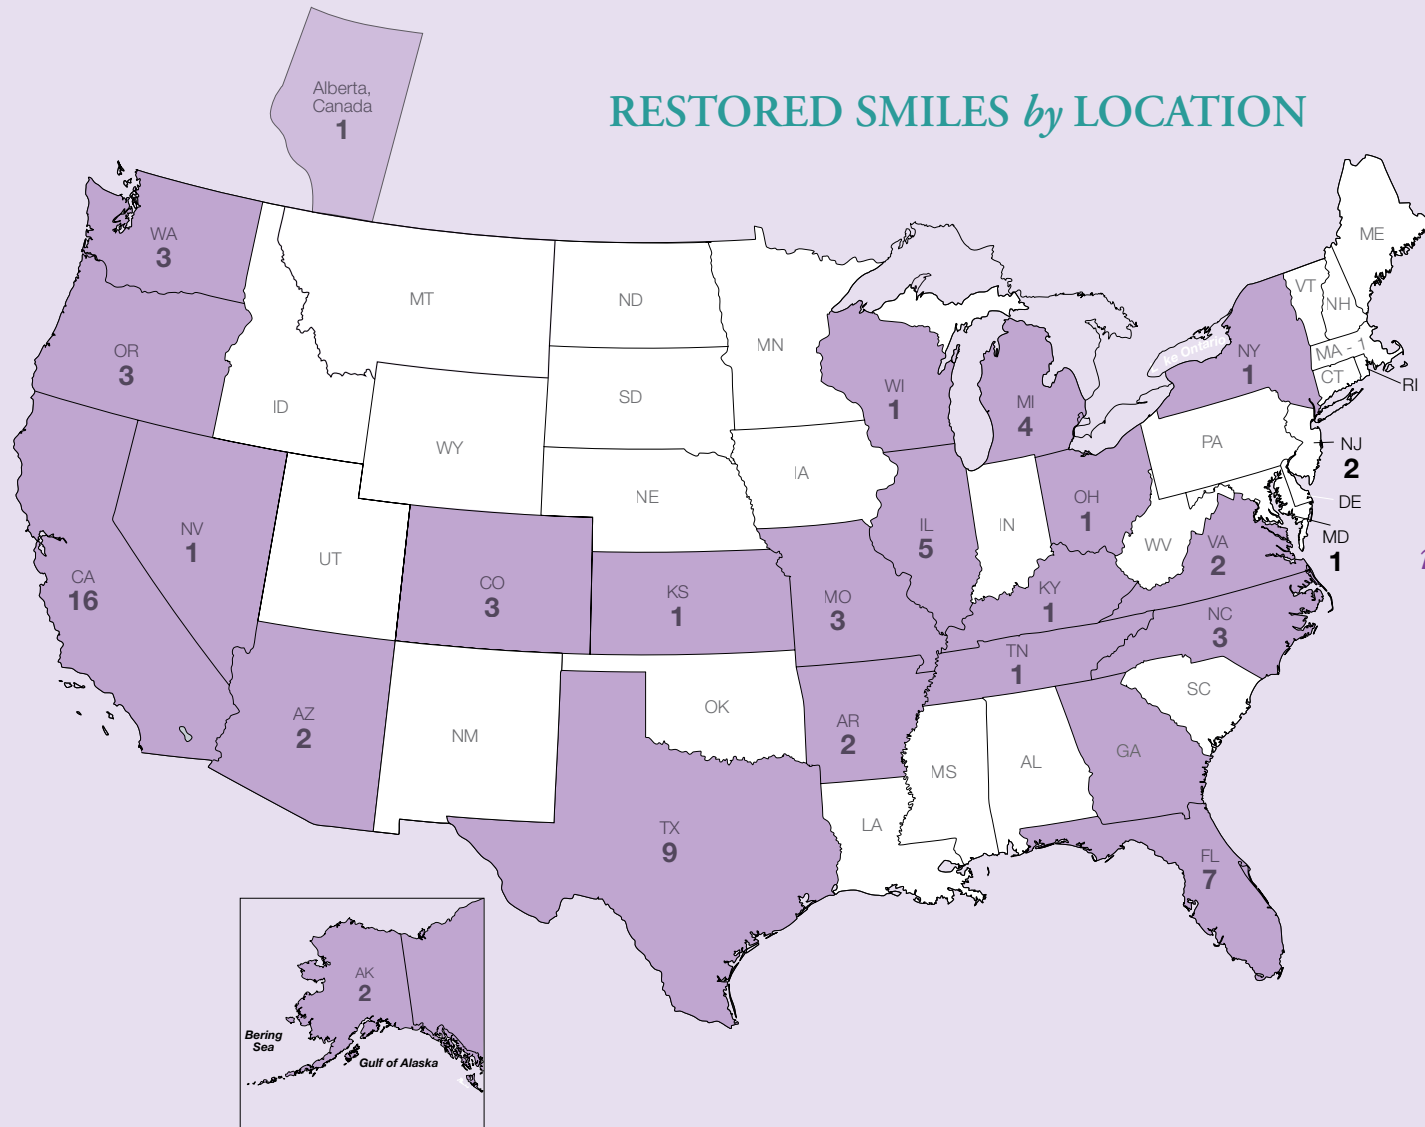 Alberta,
Canada
1
RESTORED SMILES by LOCATION
WA
3
OR
3
CA
16
NV
1
ID
MT
WY
UT
CO
3
AZ
2
NM
ND
SD
NE
KS
1
OK
TX
9
MN
IA
MO
3
AR
2
LA
WI
1
IL
5
MI
4
IN
OH
1
KY
1
TN
1
MS
AL
GA
FL
7
SC
NC
3
VA
2
WV
PA
NY
1
ke Ontario
VT
NH
ME
MA - 1
CT
RI
NJ
2
DE
MD
1
AK
2
Bering
Sea
Gulf of Alaska